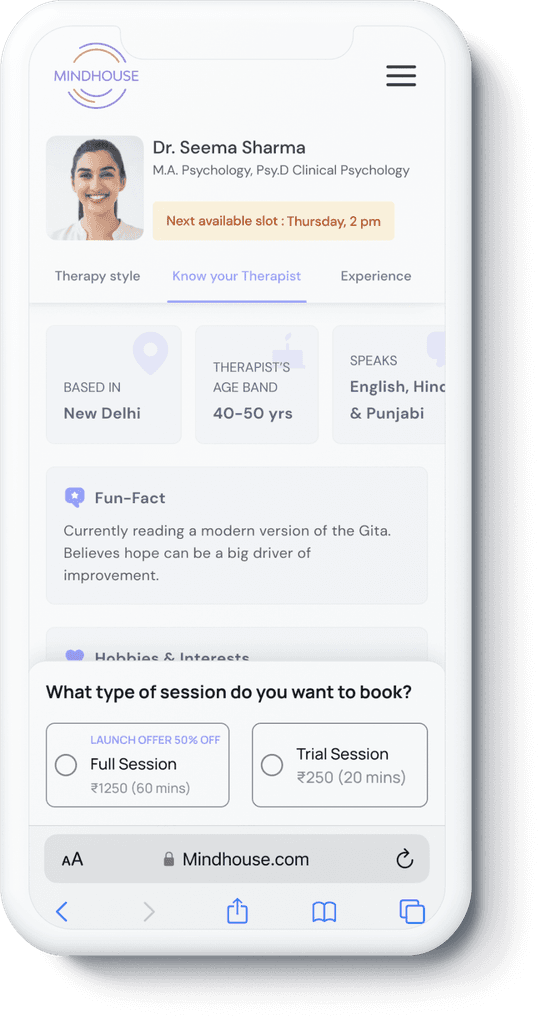 MINDHOUSE
Dr. Seema Sharma
M.A. Psychology, Psy.D Clinical Psychology
Next available slot : Thursday, 2 pm
Therapy style
Know your Therapist
Experience
BASED IN
New Delhi
THERAPIST'S
AGE BAND
40-50 yrs
SPEAKS
English, Hind
& Punjabi
Fun-Fact
Currently reading a modern version of the Gita.
Believes hope can be a big driver of
improvement.
Hobbies & Interests
What type of session do you want to book?
LAUNCH OFFER 50% OFF
Full Session
₹1250 (60 mins)
Trial Session
₹250 (20 mins)
AA
Mindhouse.com